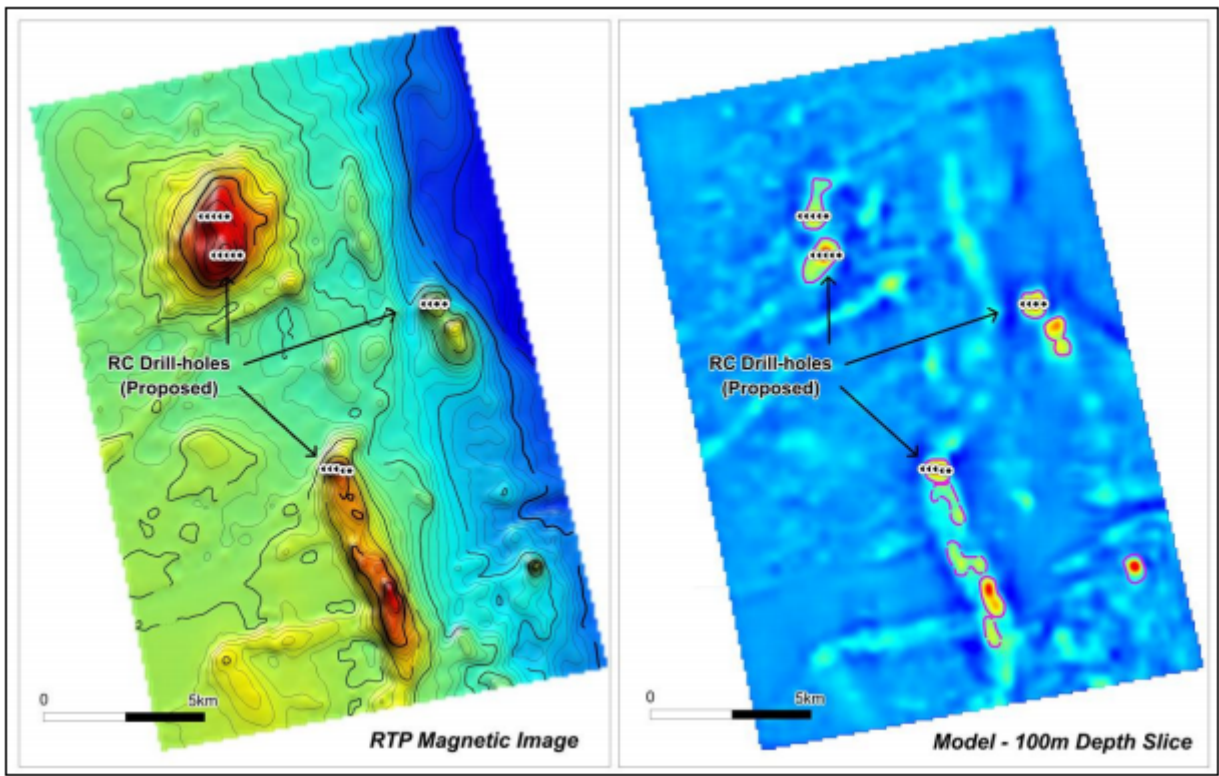 RC Drill-holes
(Proposed)
0
5km
RTP Magnetic Image
RC Drill-holes
(Proposed)
0
5km
Model - 100m Depth Slice